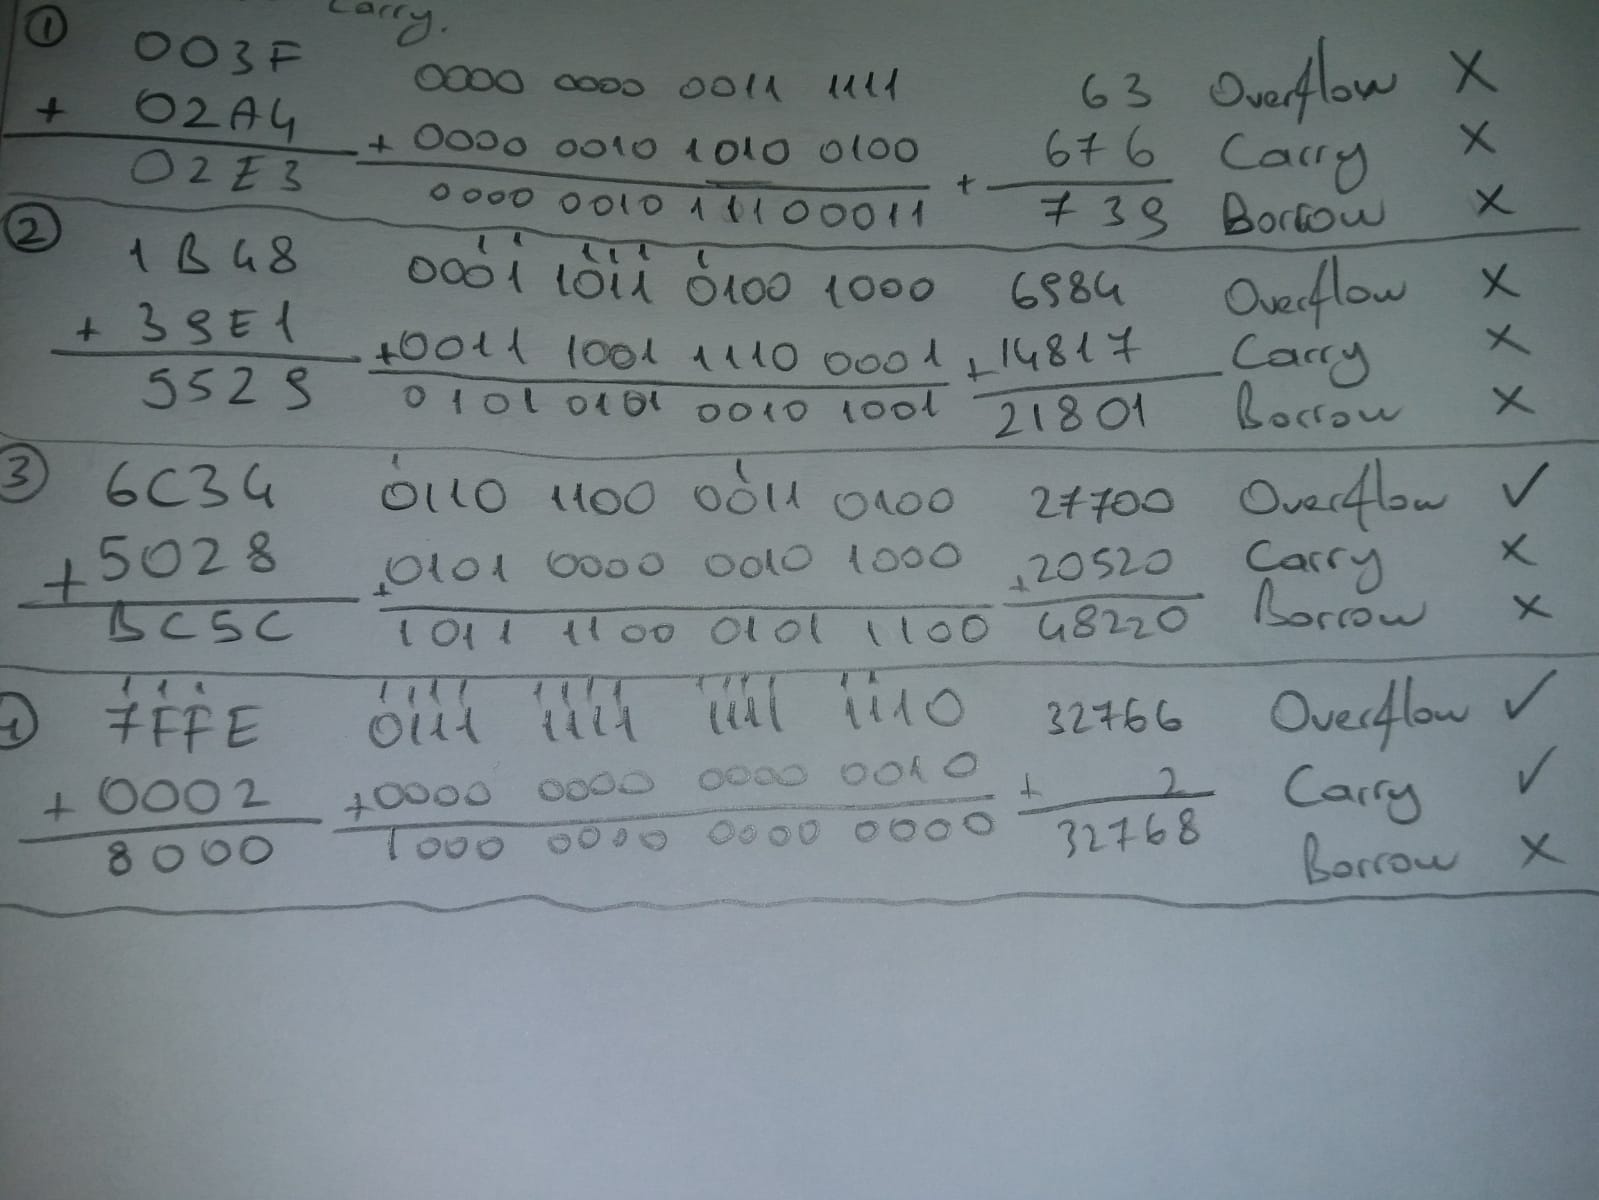 Carry.
① 003F 0000 0000 0011 1111 63 Overflow X
+ 02A4 + 0000 0010 1010 0100 + 676 Carry X
02E3 0000 0010 1110 0011 739 Borrow X
② 1B48 0001 1011 0100 1000 6984 Overflow X
+ 39E1 +0011 1001 1110 0001 +14817 Carry X
5529 0101 0101 0010 1001 21801 Borrow X
③ 6C34 0110 1100 0011 0100 27700 Overflow ✓
+5028 +0101 0000 0010 1000 +20520 Carry X
BC5C 1011 1100 0101 1100 48220 Borrow X
④ 7FFE 0111 1111 1111 1110 32766 Overflow ✓
+ 0002 +0000 0000 0000 0010 + 2 Carry ✓
8000 1000 0000 0000 0000 32768 Borrow X